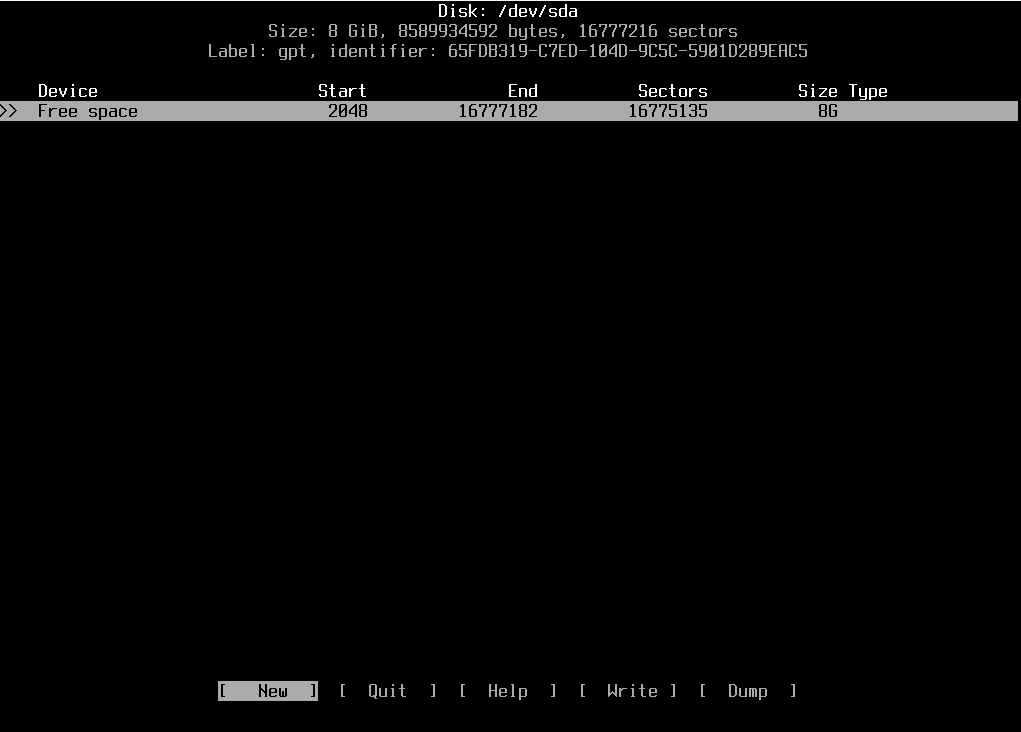 Disk: /dev/sda
Size: 8 GiB, 8589934592 bytes, 16777216 sectors
Label: gpt, identifier: 65FDB319-C7ED-104D-9C5C-5901D289EAC5
Device Start End Sectors Size Type
>> Free space 2048 16777182 16775135 8G
[ New ] [ Quit ] [ Help ] [ Write ] [ Dump ]